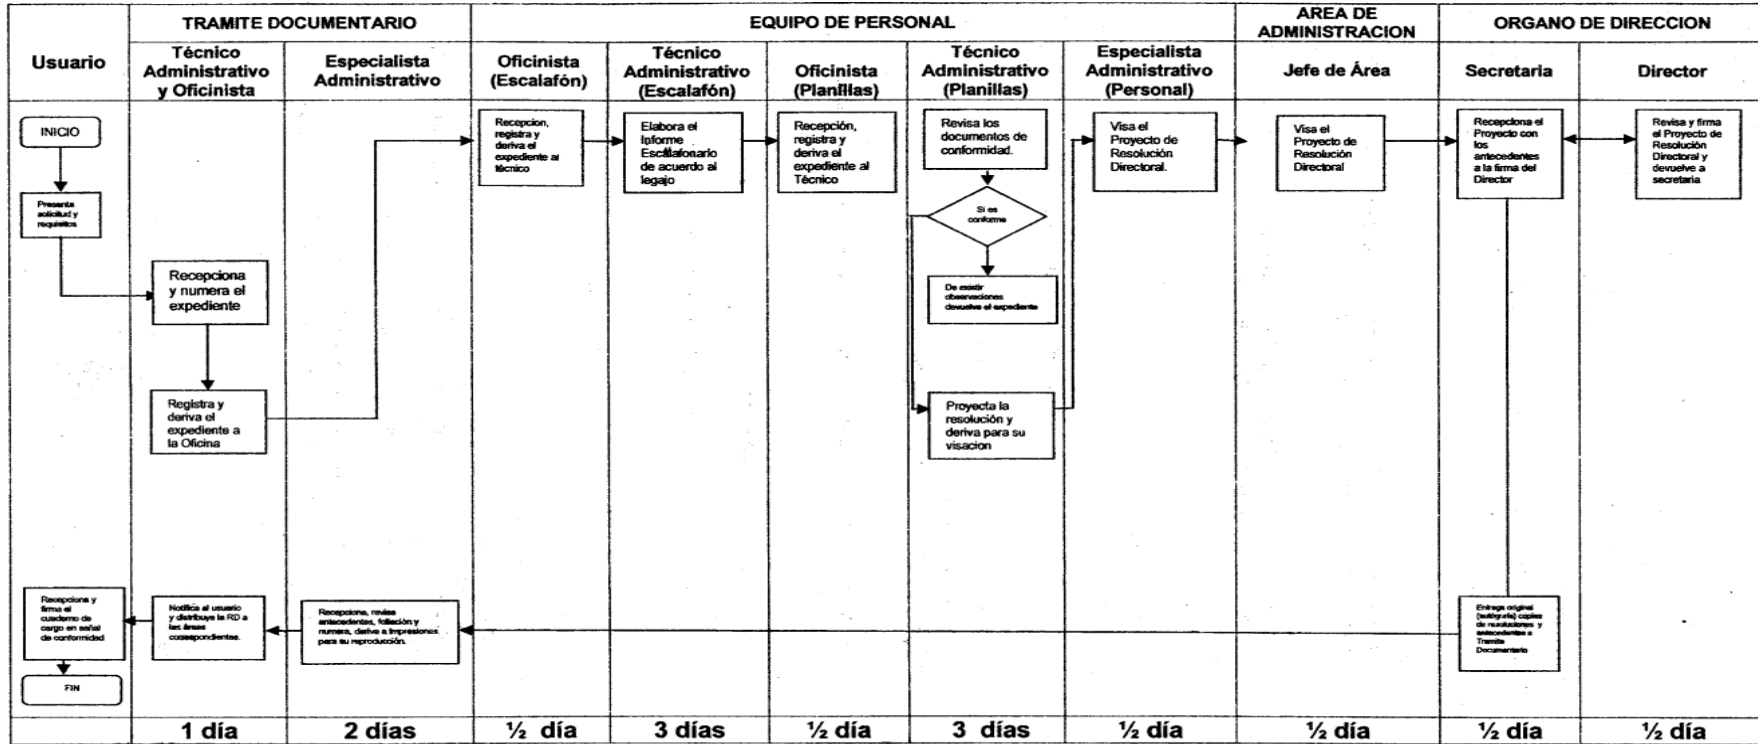 TRAMITE DOCUMENTARIO
EQUIPO DE PERSONAL
AREA DE
ADMINISTRACION
ORGANO DE DIRECCION
Usuario
Técnico
Administrativo
y Oficinista
Especialista
Administrativo
Oficinista
(Escalafón)
Técnico
Administrativo
(Escalafón)
Oficinista
(Planillas)
Técnico
Administrativo
(Planillas)
Especialista
Administrativo
(Personal)
Jefe de Área
Secretaria
Director
INICIO
Presenta
solicitud y
requisitos
Recepciona
y numera el
expediente
Registra y
deriva el
expediente a
la Oficina
Recepcion,
registra y
deriva el
expediente al
técnico
Elabora el
Informe
Escalafonario
de acuerdo al
legajo
Recepción,
registra y
deriva el
expediente al
Técnico
Revisa los
documentos de
conformidad.
Si es
conforme
De existir
observaciones
devuelve el expediente
Proyecta la
resolución y
deriva para su
visacion
Visa el
Proyecto de
Resolución
Directoral.
Visa el
Proyecto de
Resolución
Directoral
Recepciona el
Proyecto con
los
antecedentes
a la firma del
Director
Revisa y firma
el Proyecto de
Resolución
Directoral y
devuelve a
secretaria
Entrega original
(autógrafa) copias
de resoluciones y
antecedentes a
Tramite
Documentario
Recepciona, revisa
antecedentes, foliación y
numera, deriva a Impresiones
para su reproducción.
Notifica al usuario
y distribuye la RD a
las áreas
correspondientes.
Recepciona y
firma el
cuaderno de
cargo en señal
de conformidad
FIN
1 día
2 días
½ día
3 días
½ día
3 días
½ día
½ día
½ día
½ día